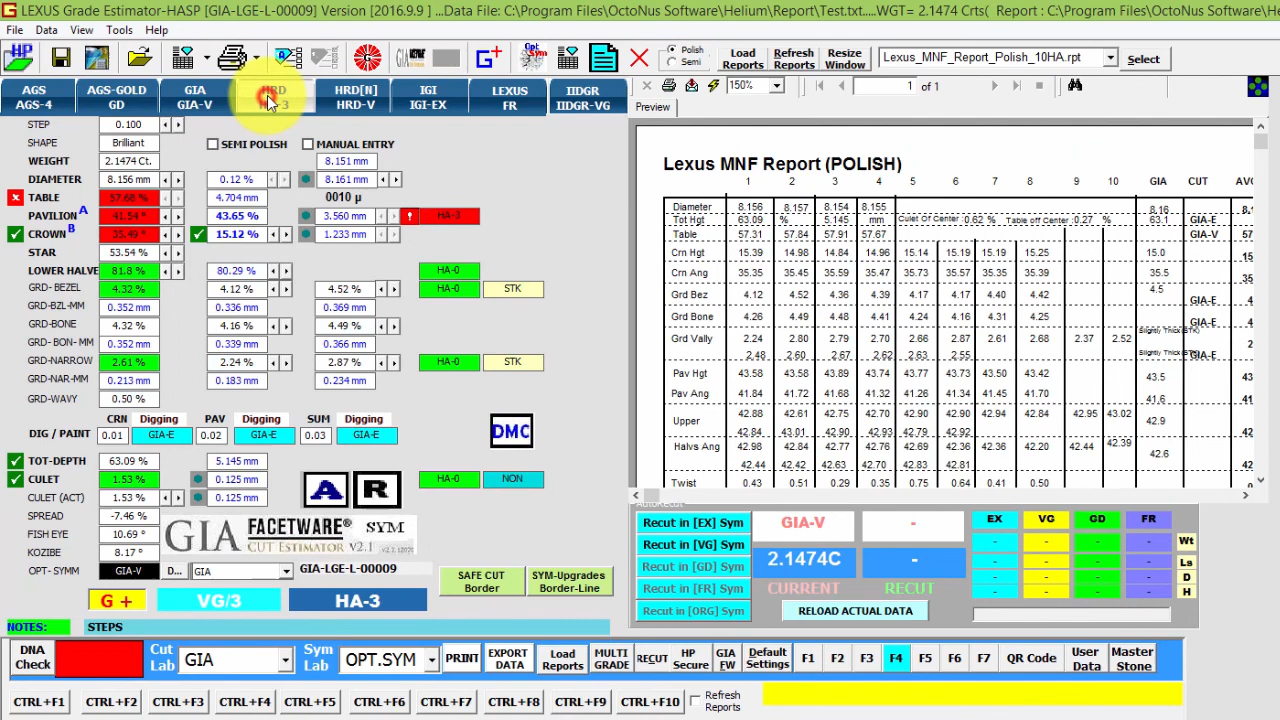 LEXUS Grade Estimator-HASP [GIA-LGE-L-00009] Version [2016.9.9] ...Data File: C:\Program Files\OctoNus Software\Helium\Report\Test.txt....WGT= 2.1474 Crts( Report : C:\Program Files\OctoNus Software\He
File Data View Tools Help
HP GIA G+ Opt Sym Polish Semi Load Reports Refresh Reports Resize Window Lexus_MNF_Report_Polish_10HA.rpt Select
AGS AGS-4 AGS-GOLD GD GIA GIA-V HRD HRD[N] HRD-V IGI IGI-EX LEXUS FR IIDGR IIDGR-VG
150% 1 of 1
Preview
STEP 0.100
SHAPE Brilliant SEMI POLISH MANUAL ENTRY
WEIGHT 2.1474 Ct. 8.151 mm
DIAMETER 8.156 mm 0.12 % 8.161 mm
TABLE 57.68 % 4.704 mm 0010 µ
PAVILION A 41.54 ° 43.65 % 3.560 mm HA-3
CROWN B 35.49 ° 15.12 % 1.233 mm
STAR 53.54 %
LOWER HALVE 81.8 % 80.29 % HA-0
GRD- BEZEL 4.32 % 4.12 % 4.52 % HA-0 STK
GRD-BZL-MM 0.352 mm 0.336 mm 0.369 mm
GRD-BONE 4.32 % 4.16 % 4.49 %
GRD- BON- MM 0.352 mm 0.339 mm 0.366 mm
GRD-NARROW 2.61 % 2.24 % 2.87 % HA-0 STK
GRD-NAR-MM 0.213 mm 0.183 mm 0.234 mm
GRD-WAVY 0.50 %
CRN Digging PAV Digging SUM Digging
DIG / PAINT 0.01 GIA-E 0.02 GIA-E 0.03 GIA-E DMC
TOT-DEPTH 63.09 % 5.145 mm
CULET 1.53 % 0.125 mm HA-0 NON
CULET (ACT) 1.53 % 0.125 mm A R
SPREAD -7.46 %
FISH EYE 10.69 ° GIA FACETWARE® CUT ESTIMATOR V2.1 SYM
KOZIBE 8.17 °
OPT- SYMM GIA-V D... GIA GIA-LGE-L-00009
SAFE CUT Border SYM-Upgrades Border-Line
G + VG/3 HA-3
NOTES: STEPS
Lexus MNF Report (POLISH)
1 2 3 4 5 6 7 8 9 10 GIA CUT AVG
Diameter 8.156 8.157 8.154 8.155 8.16
Tot Hgt 63.09 % 5.145 mm Culet Of Center :0.62 % Table off Center :0.27 % 63.1 GIA-E
Table 57.31 57.84 57.91 57.67 GIA-V 57
Crn Hgt 15.39 14.98 14.84 14.96 15.14 15.19 15.19 15.25 15.0
Crn Ang 35.35 35.45 35.59 35.47 35.73 35.57 35.35 35.39 35.5
Grd Bez 4.12 4.52 4.36 4.39 4.17 4.17 4.40 4.42 4.5 GIA-E
Grd Bone 4.26 4.49 4.48 4.41 4.24 4.16 4.31 4.25 GIA-E
Grd Vally 2.24 2.80 2.79 2.70 2.66 2.87 2.61 2.68 2.37 2.52 Slightly Thick (STK)
2.48 2.69 2.67 2.62 2.63 2.55 Slightly Thick (STK) GIA-E
Pav Hgt 43.58 43.58 43.89 43.77 43.73 43.50 43.42 43.5
Pav Ang 41.84 41.72 41.68 41.32 41.26 41.34 41.45 41.70 41.6
Upper 42.88 42.61 42.75 42.70 42.90 42.94 42.84 42.95 43.02 42.9
42.84 43.01 42.90 42.93 42.79 42.92
Halvs Ang 42.98 42.84 42.77 42.76 42.69 42.36 42.36 42.20 42.44 42.39 42.6
42.44 42.42 42.63 42.70 42.83 42.81
Twist 0.43 0.51 0.29 0.35 0.75 0.64 0.41 0.50
Recut in [EX] Sym GIA-V - EX VG GD FR
Recut in [VG] Sym - - - - Wt
Recut in [GD] Sym 2.1474C - - - - - Ls
Recut in [FR] Sym CURRENT RECUT - - - - D
- - - - H
Recut in [ORG] Sym RELOAD ACTUAL DATA
DNA Check Cut Lab GIA Sym Lab OPT.SYM PRINT EXPORT DATA Load Reports MULTI GRADE RECUT HP Secure GIA FW Default Settings F1 F2 F3 F4 F5 F6 F7 QR Code User Data Master Stone
CTRL+F1 CTRL+F2 CTRL+F3 CTRL+F4 CTRL+F5 CTRL+F6 CTRL+F7 CTRL+F8 CTRL+F9 CTRL+F10 Refresh Reports